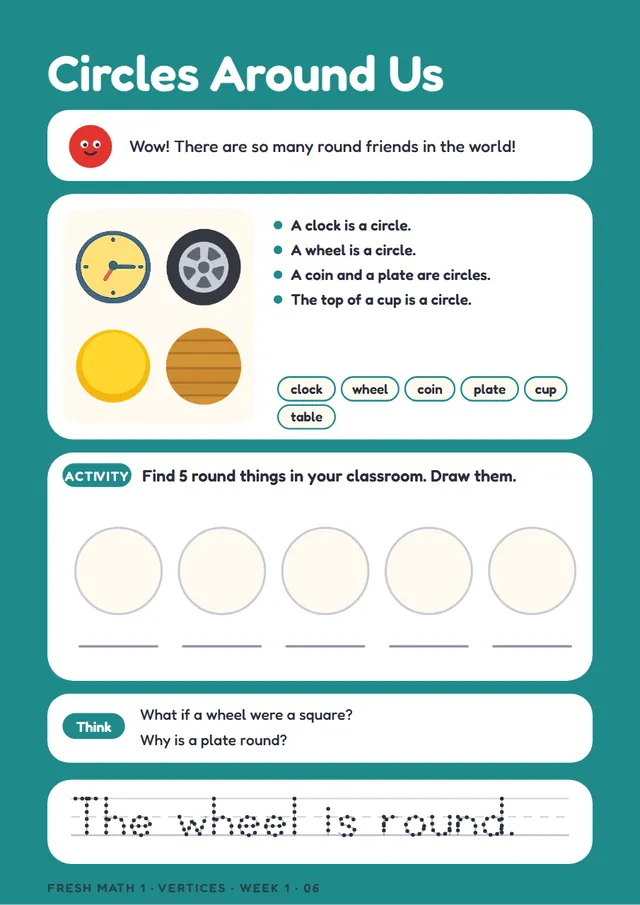 Circles Around Us
Wow! There are so many round friends in the world!
A clock is a circle.
A wheel is a circle.
A coin and a plate are circles.
The top of a cup is a circle.
clock wheel coin plate cup
table
ACTIVITY Find 5 round things in your classroom. Draw them.
Think
What if a wheel were a square?
Why is a plate round?
The wheel is round.
FRESH MATH 1 · VERTICES · WEEK 1 · 06